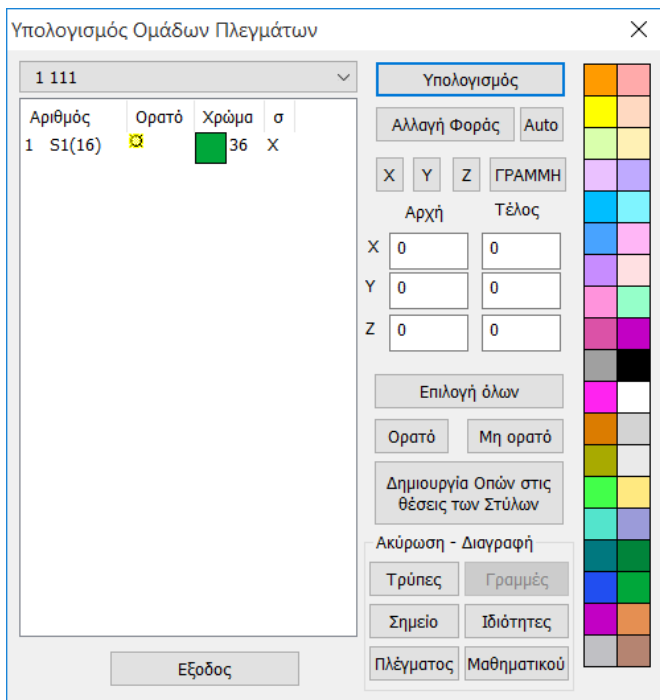 Υπολογισμός Ομάδων Πλεγμάτων
1 111
Υπολογισμός
Αριθμός Ορατό Χρώμα σ
1 S1(16) 36 X
Αλλαγή Φοράς Auto
X Y Z ΓΡΑΜΜΗ
Αρχή Τέλος
X 0 0
Y 0 0
Z 0 0
Επιλογή όλων
Ορατό Μη ορατό
Δημιουργία Οπών στις
θέσεις των Στύλων
Ακύρωση - Διαγραφή
Τρύπες Γραμμές
Σημείο Ιδιότητες
Πλέγματος Μαθηματικού
Εξοδος